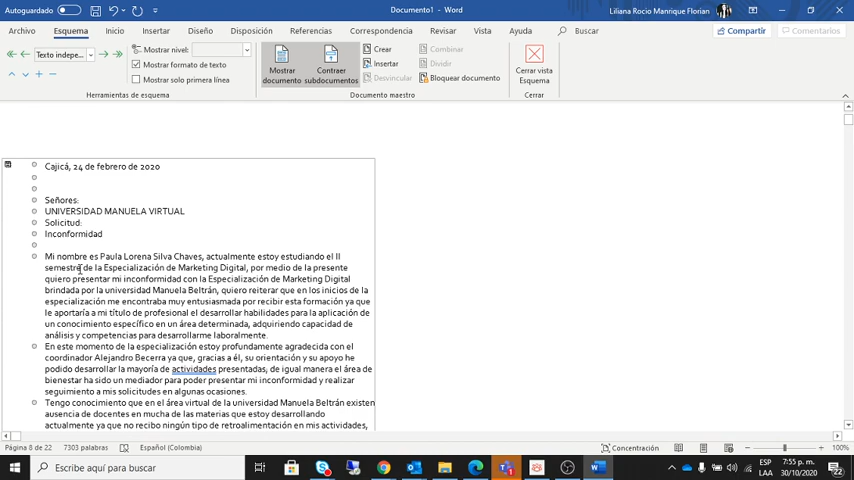 Autoguardado
Documento1 - Word
Liliana Rocio Manrique Florian
Archivo Esquema Inicio Insertar Diseño Disposición Referencias Correspondencia Revisar Vista Ayuda Buscar Compartir Comentarios
Texto indepe...
Mostrar nivel:
Mostrar formato de texto
Mostrar solo primera línea
Herramientas de esquema
Mostrar documento
Contraer subdocumentos
Crear
Insertar
Desvincular
Combinar
Dividir
Bloquear documento
Documento maestro
Cerrar vista Esquema
Cerrar
Cajicá, 24 de febrero de 2020
Señores:
UNIVERSIDAD MANUELA VIRTUAL
Solicitud:
Inconformidad
Mi nombre es Paula Lorena Silva Chaves, actualmente estoy estudiando el II
semestre de la Especialización de Marketing Digital, por medio de la presente
quiero presentar mi inconformidad con la Especialización de Marketing Digital
brindada por la universidad Manuela Beltrán, quiero reiterar que en los inicios de la
especialización me encontraba muy entusiasmada por recibir esta formación ya que
le aportaría a mi título de profesional el desarrollar habilidades para la aplicación de
un conocimiento específico en un área determinada, adquiriendo capacidad de
análisis y competencias para desarrollarme laboralmente.
En este momento de la especialización estoy profundamente agradecida con el
coordinador Alejandro Becerra ya que, gracias a él, su orientación y su apoyo he
podido desarrollar la mayoría de actividades presentadas; de igual manera el área de
bienestar ha sido un mediador para poder presentar mi inconformidad y realizar
seguimiento a mis solicitudes en algunas ocasiones.
Tengo conocimiento que en el área virtual de la universidad Manuela Beltrán existen
ausencia de docentes en mucha de las materias que estoy desarrollando
actualmente ya que no recibo ningún tipo de retroalimentación en mis actividades,
Página 8 de 22 7303 palabras Español (Colombia) Concentración 100%
Escribe aquí para buscar
ESP
LAA
7:55 p. m.
30/10/2020
22